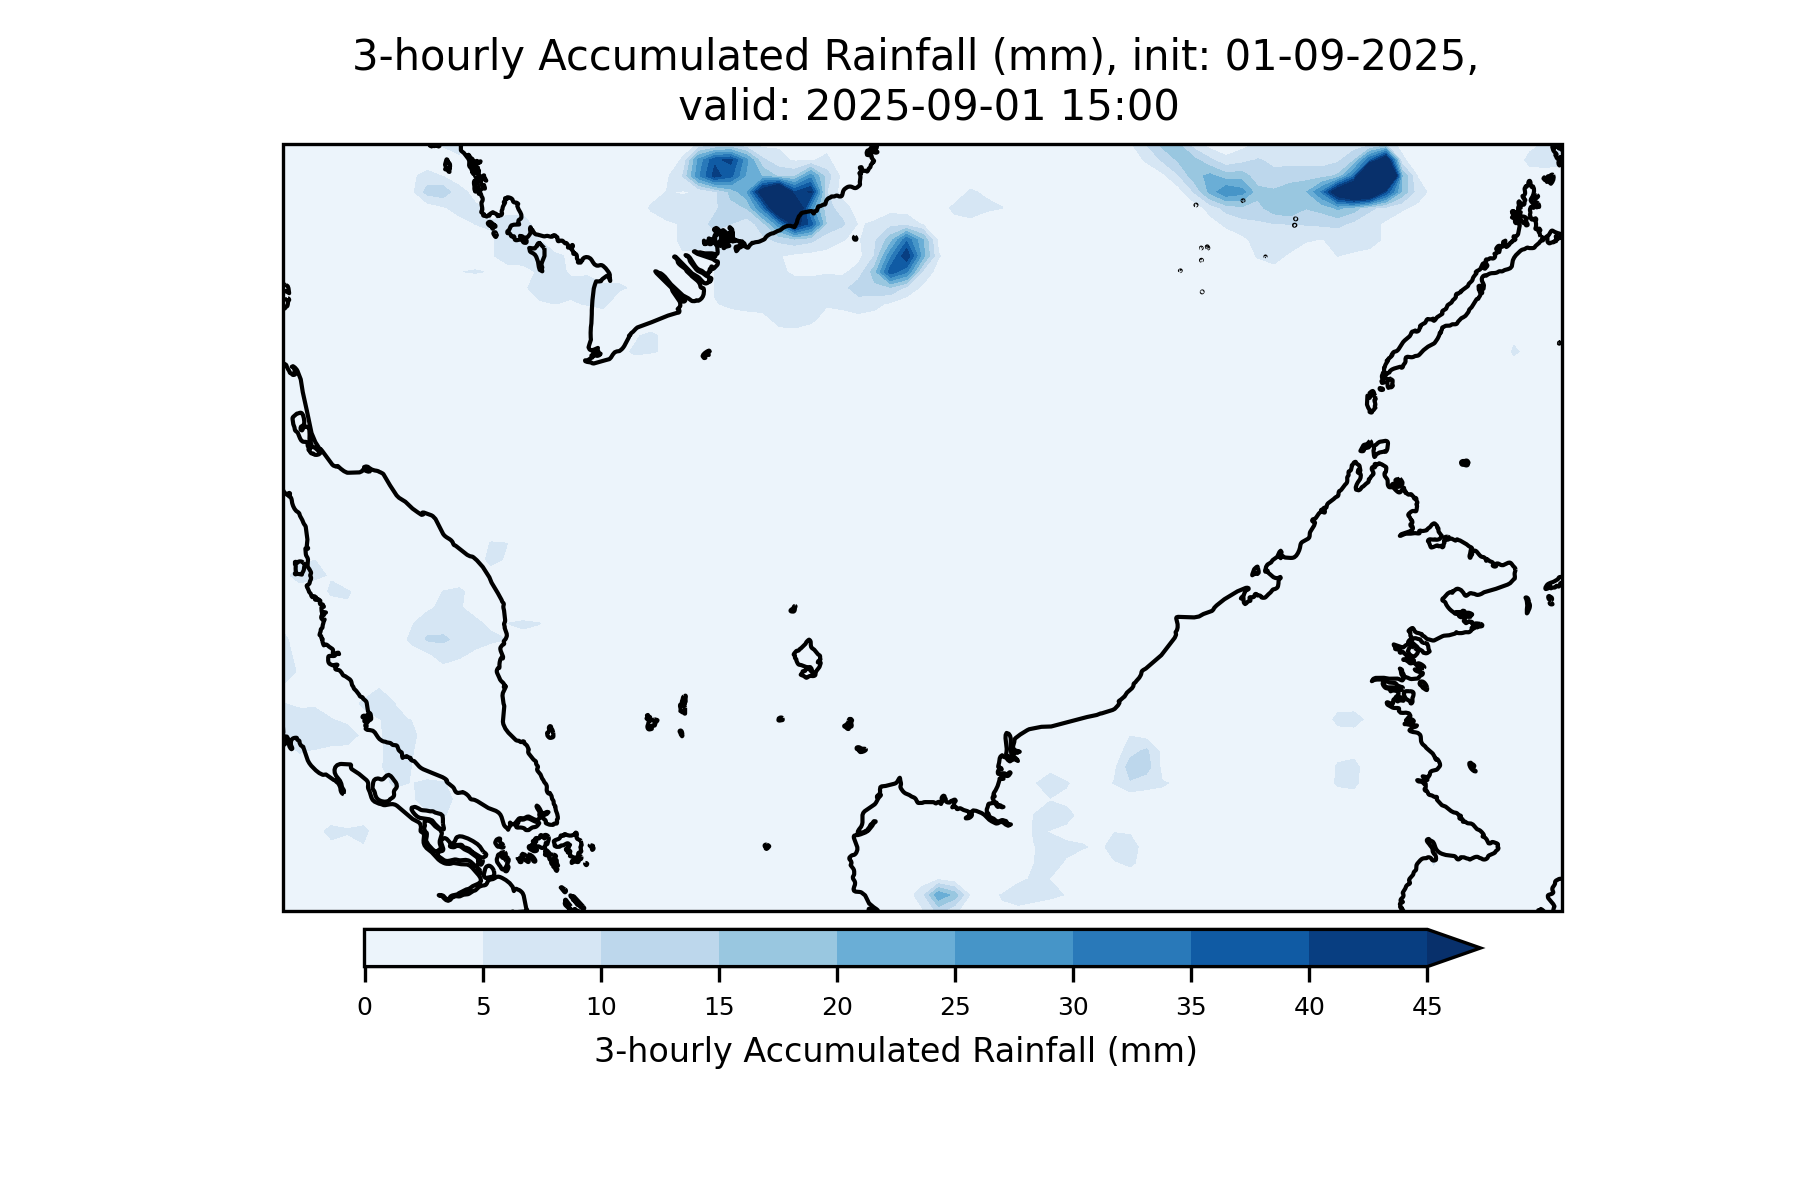 3-hourly Accumulated Rainfall (mm), init: 01-09-2025,
valid: 2025-09-01 15:00
0 5 10 15 20 25 30 35 40 45
3-hourly Accumulated Rainfall (mm)